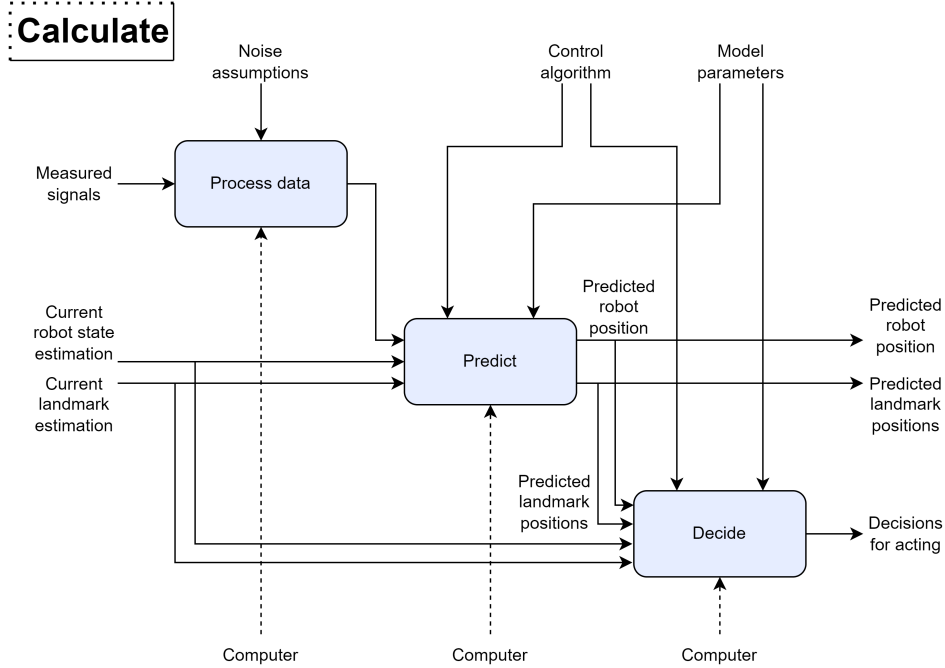 Calculate
Noise
assumptions
Control
algorithm
Model
parameters
Measured
signals
Process data
Current
robot state
estimation
Current
landmark
estimation
Predict
Predicted
robot
position
Predicted
robot
position
Predicted
landmark
positions
Predicted
landmark
positions
Decide
Decisions
for acting
Computer
Computer
Computer